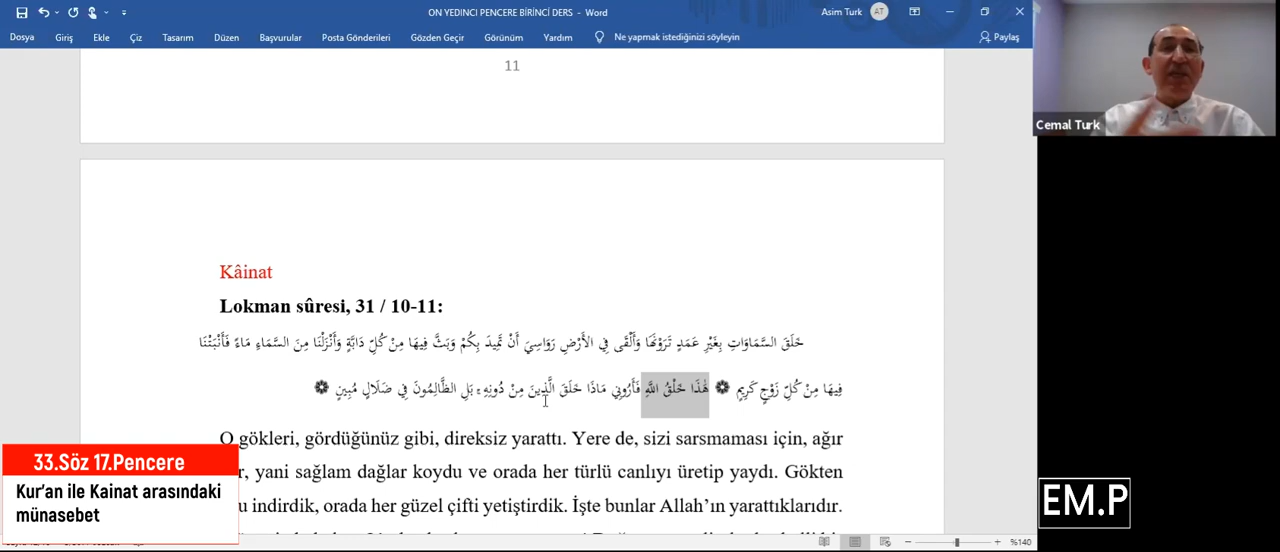 ON YEDINCI PENCERE BİRİNCİ DERS - Word
Asim Turk
AT
Dosya Giriş Ekle Çiz Tasarım Düzen Başvurular Posta Gönderileri Gözden Geçir Görünüm Yardım Ne yapmak istediğinizi söyleyin Paylaş
11
Cemal Turk
Kâinat
Lokman sûresi, 31 / 10-11:
خَلَقَ السَّمَاوَاتِ بِغَيْرِ عَمَدٍ تَرَوْنَهَا وَأَلْقَى فِي الْأَرْضِ رَوَاسِيَ أَنْ تَمِيدَ بِكُمْ وَبَثَّ فِيهَا مِنْ كُلِّ دَابَّةٍ وَأَنْزَلْنَا مِنَ السَّمَاءِ مَاءً فَأَنْبَتْنَا
فِيهَا مِنْ كُلِّ زَوْجٍ كَرِيمٍ ❁ هٰذَا خَلْقُ اللَّهِ فَأَرُونِي مَاذَا خَلَقَ الَّذِينَ مِنْ دُونِهِ، بَلِ الظَّالِمُونَ فِي ضَلَالٍ مُبِينٍ ❁
O gökleri, gördüğünüz gibi, direksiz yarattı. Yere de, sizi sarsmaması için, ağır
yani sağlam dağlar koydu ve orada her türlü canlıyı üretip yaydı. Gökten
indirdik, orada her güzel çifti yetiştirdik. İşte bunlar Allah’ın yarattıklarıdır.
33.Söz 17.Pencere
Kur'an ile Kainat arasındaki
münasebet
EM.P
%140